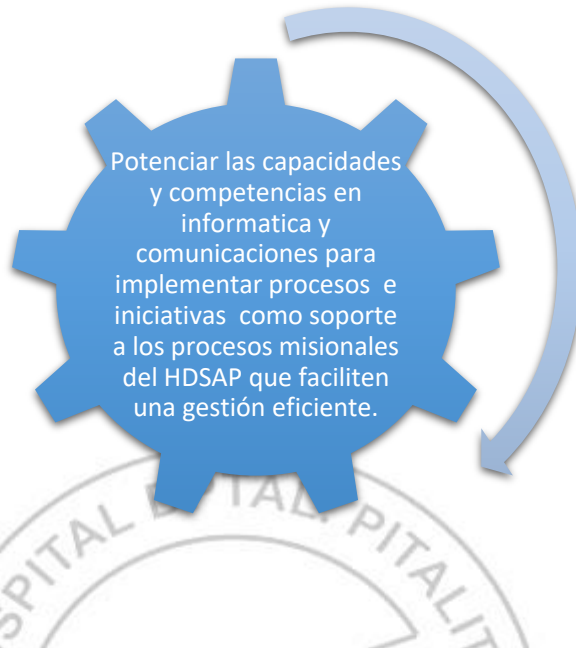 Potenciar las capacidades
y competencias en
informatica y
comunicaciones para
implementar procesos e
iniciativas como soporte
a los procesos misionales
del HDSAP que faciliten
una gestión eficiente.